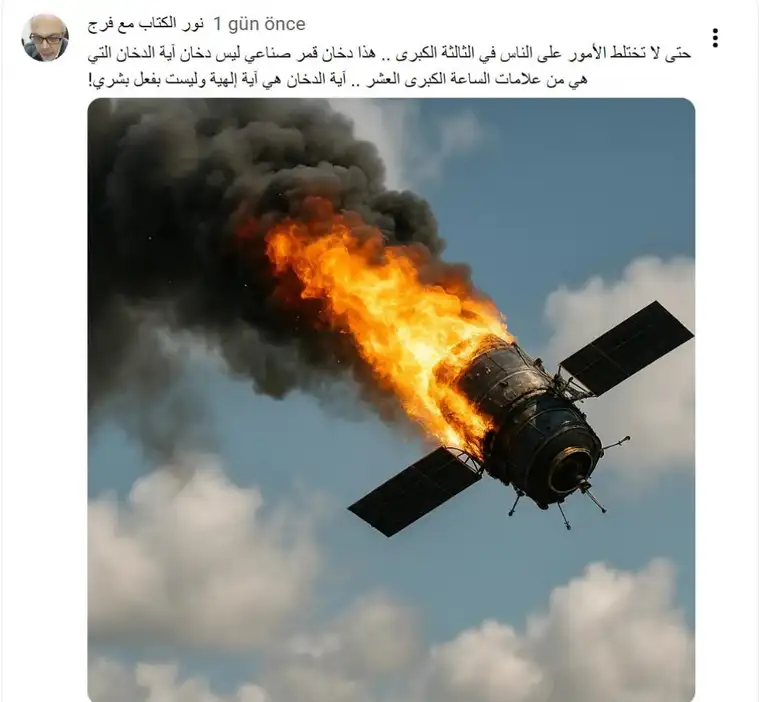 نور الكتاب مع فرج 1 gün önce
حتى لا تختلط الأمور على الناس في الثالثة الكبرى .. هذا دخان قمر صناعي ليس دخان آية الدخان التي
هي من علامات الساعة الكبرى العشر .. آية الدخان هي آية إلهية وليست بفعل بشري!